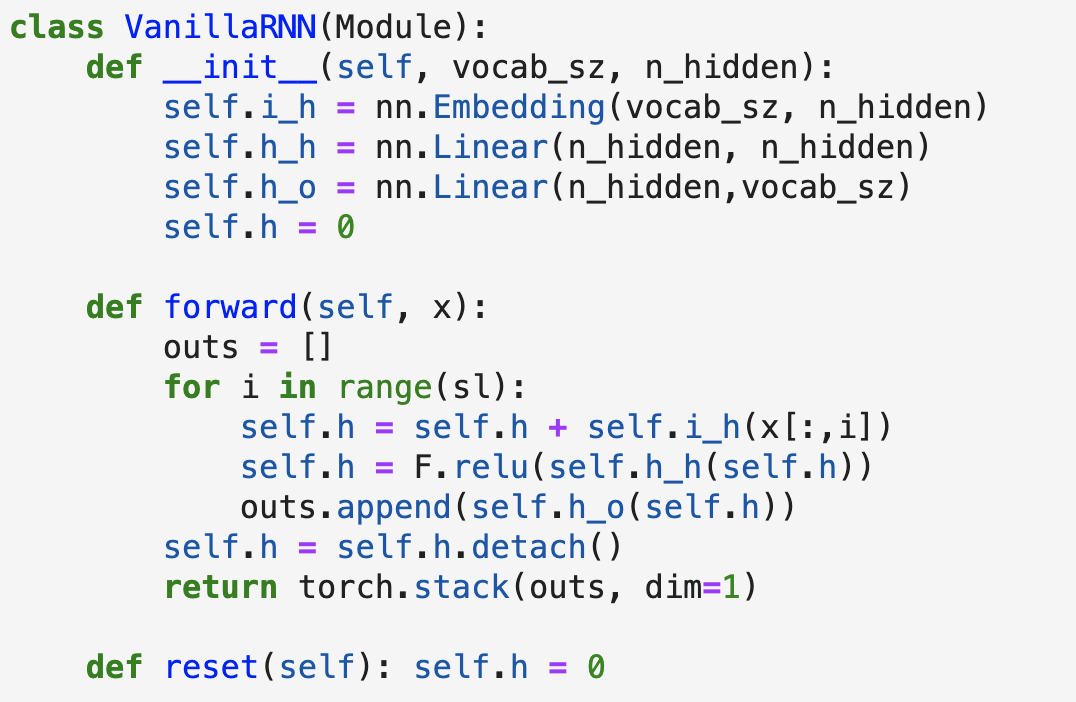 class VanillaRNN(Module):
    def __init__(self, vocab_sz, n_hidden):
        self.i_h = nn.Embedding(vocab_sz, n_hidden)
        self.h_h = nn.Linear(n_hidden, n_hidden)
        self.h_o = nn.Linear(n_hidden,vocab_sz)
        self.h = 0

    def forward(self, x):
        outs = []
        for i in range(sl):
            self.h = self.h + self.i_h(x[:,i])
            self.h = F.relu(self.h_h(self.h))
            outs.append(self.h_o(self.h))
        self.h = self.h.detach()
        return torch.stack(outs, dim=1)

    def reset(self): self.h = 0